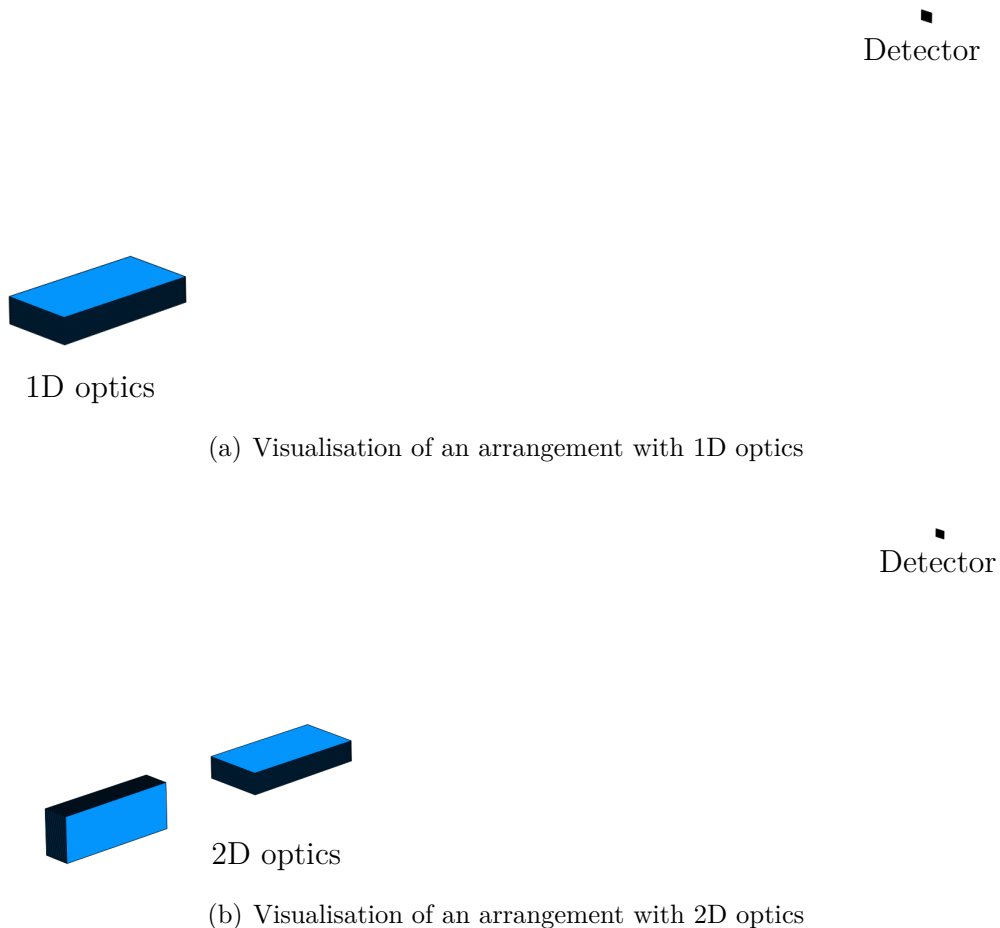 Detector
1D optics
(a) Visualisation of an arrangement with 1D optics
Detector
2D optics
(b) Visualisation of an arrangement with 2D optics